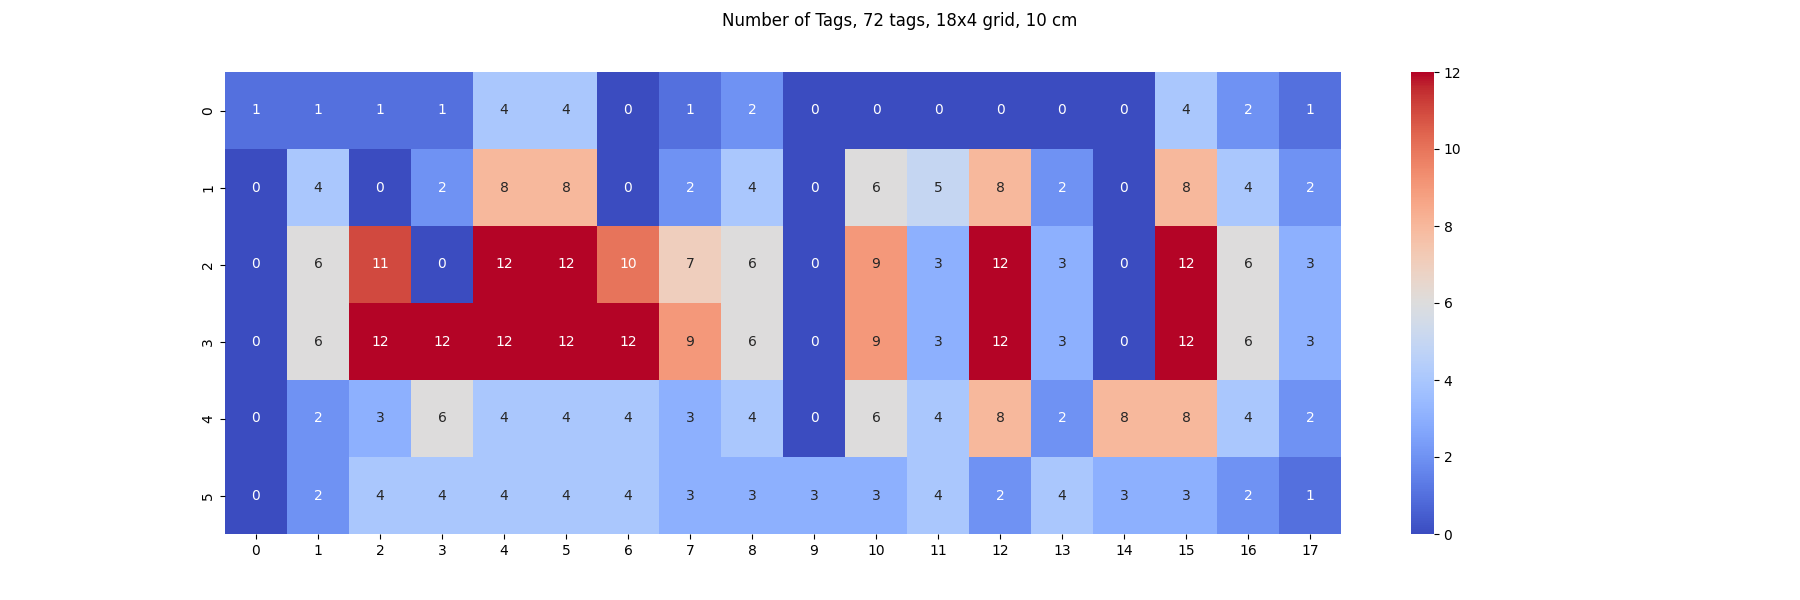 Number of Tags, 72 tags, 18x4 grid, 10 cm
0 1 1 1 1 4 4 0 1 2 0 0 0 0 0 0 4 2 1
1 0 4 0 2 8 8 0 2 4 0 6 5 8 2 0 8 4 2
2 0 6 11 0 12 12 10 7 6 0 9 3 12 3 0 12 6 3
3 0 6 12 12 12 12 12 9 6 0 9 3 12 3 0 12 6 3
4 0 2 3 6 4 4 4 3 4 0 6 4 8 2 8 8 4 2
5 0 2 4 4 4 4 4 3 3 3 3 4 2 4 3 3 2 1
0 1 2 3 4 5 6 7 8 9 10 11 12 13 14 15 16 17
12
10
8
6
4
2
0